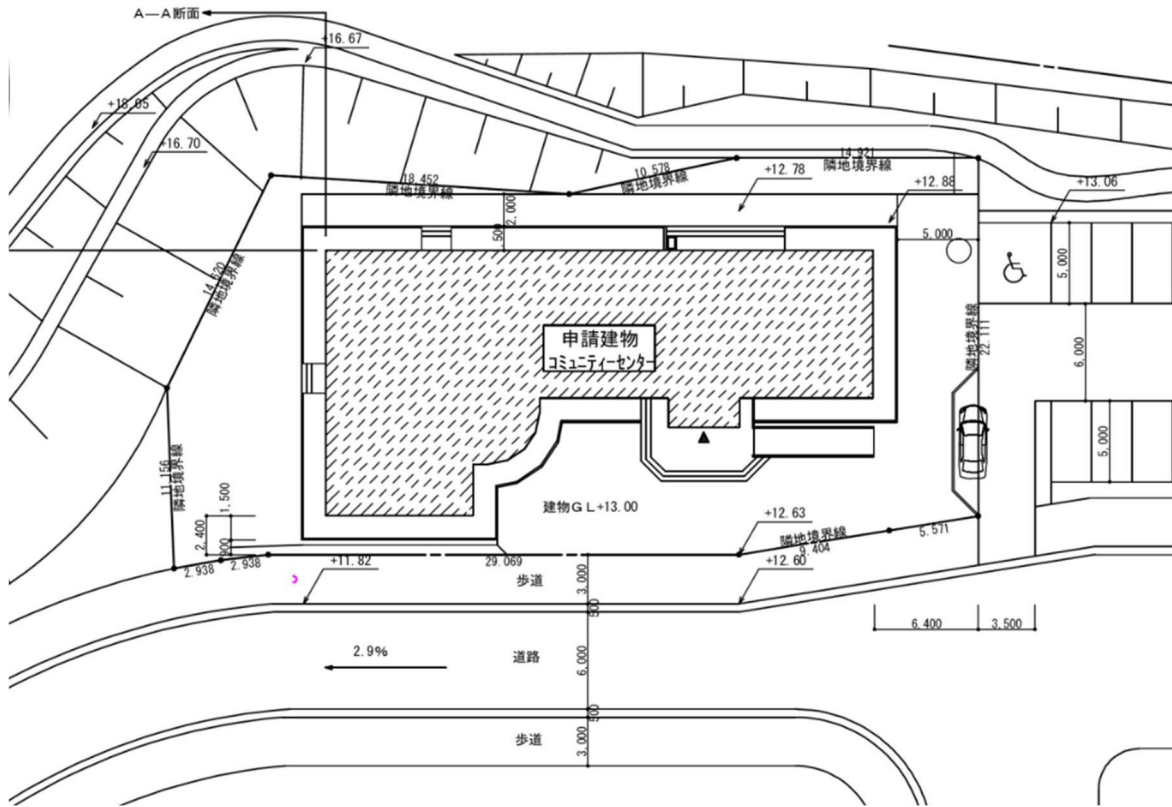 A—A断面
+16.67
+18.05
+16.70
18.452
隣地境界線
10.578
隣地境界線
14.921
隣地境界線
+12.78
+12.88
+13.06
2,000
500
5,000
5,000
14.620
隣地境界線
申請建物
コミュニティーセンター
隣地境界線
22.111
6,000
11.156
隣地境界線
5,000
1,500
2,400
900
建物GL+13.00
+12.63
隣地境界線
9.404
5.571
2.938
2.938
+11.82
29.069
歩道
3,000
+12.60
500
6,400
3,500
2.9%
道路
6,000
500
歩道
3,000